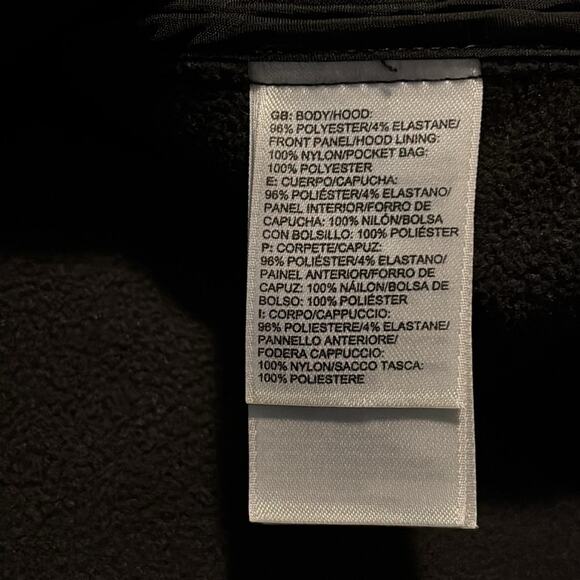 GB: BODY/HOOD:
96% POLYESTER/4% ELASTANE/
FRONT PANEL/HOOD LINING:
100% NYLON/POCKET BAG:
100% POLYESTER
E: CUERPO/CAPUCHA:
96% POLIÉSTER/4% ELASTANO/
PANEL INTERIOR/FORRO DE
CAPUCHA: 100% NILÓN/BOLSA
CON BOLSILLO: 100% POLIÉSTER
P: CORPETE/CAPUZ:
96% POLIÉSTER/4% ELASTANO/
PAINEL ANTERIOR/FORRO DE
CAPUZ: 100% NÁILON/BOLSA DE
BOLSO: 100% POLIÉSTER
I: CORPO/CAPPUCCIO:
96% POLIESTERE/4% ELASTAN/
PANNELLO ANTERIORE/
FODERA CAPPUCCIO:
100% NYLON/SACCO TASCA:
100% POLIESTERE